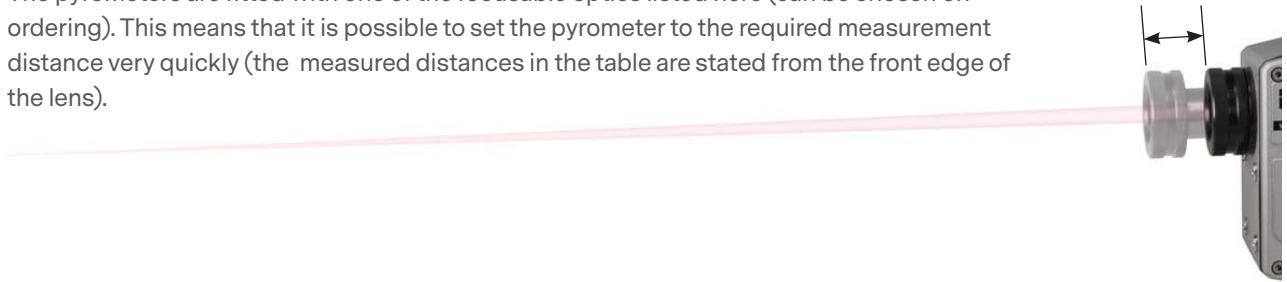 The pyrometers are fitted with one of the focusable optics listed here (can be chosen on
ordering). This means that it is possible to set the pyrometer to the required measurement
distance very quickly (the measured distances in the table are stated from the front edge of
the lens).